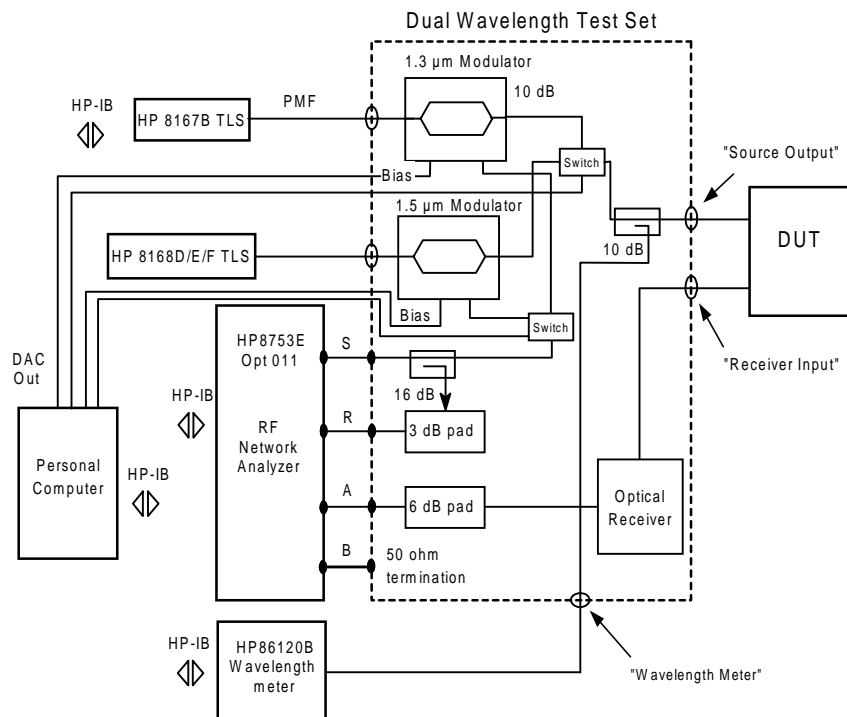 Dual Wavelength Test Set
1.3 µm Modulator
10 dB
HP-IB
PMF
HP 8167B TLS
Switch
"Source Output"
Bias
1.5 µm Modulator
DUT
10 dB
HP 8168D/E/F TLS
Bias
Switch
DAC
Out
HP8753E
Opt 011
S
"Receiver Input"
16 dB
HP-IB
R
3 dB pad
RF
Network
Analyzer
Personal
Computer
HP-IB
A
6 dB pad
Optical
Receiver
B
50 ohm
termination
HP-IB
HP86120B
Wavelength
meter
"Wavelength Meter"